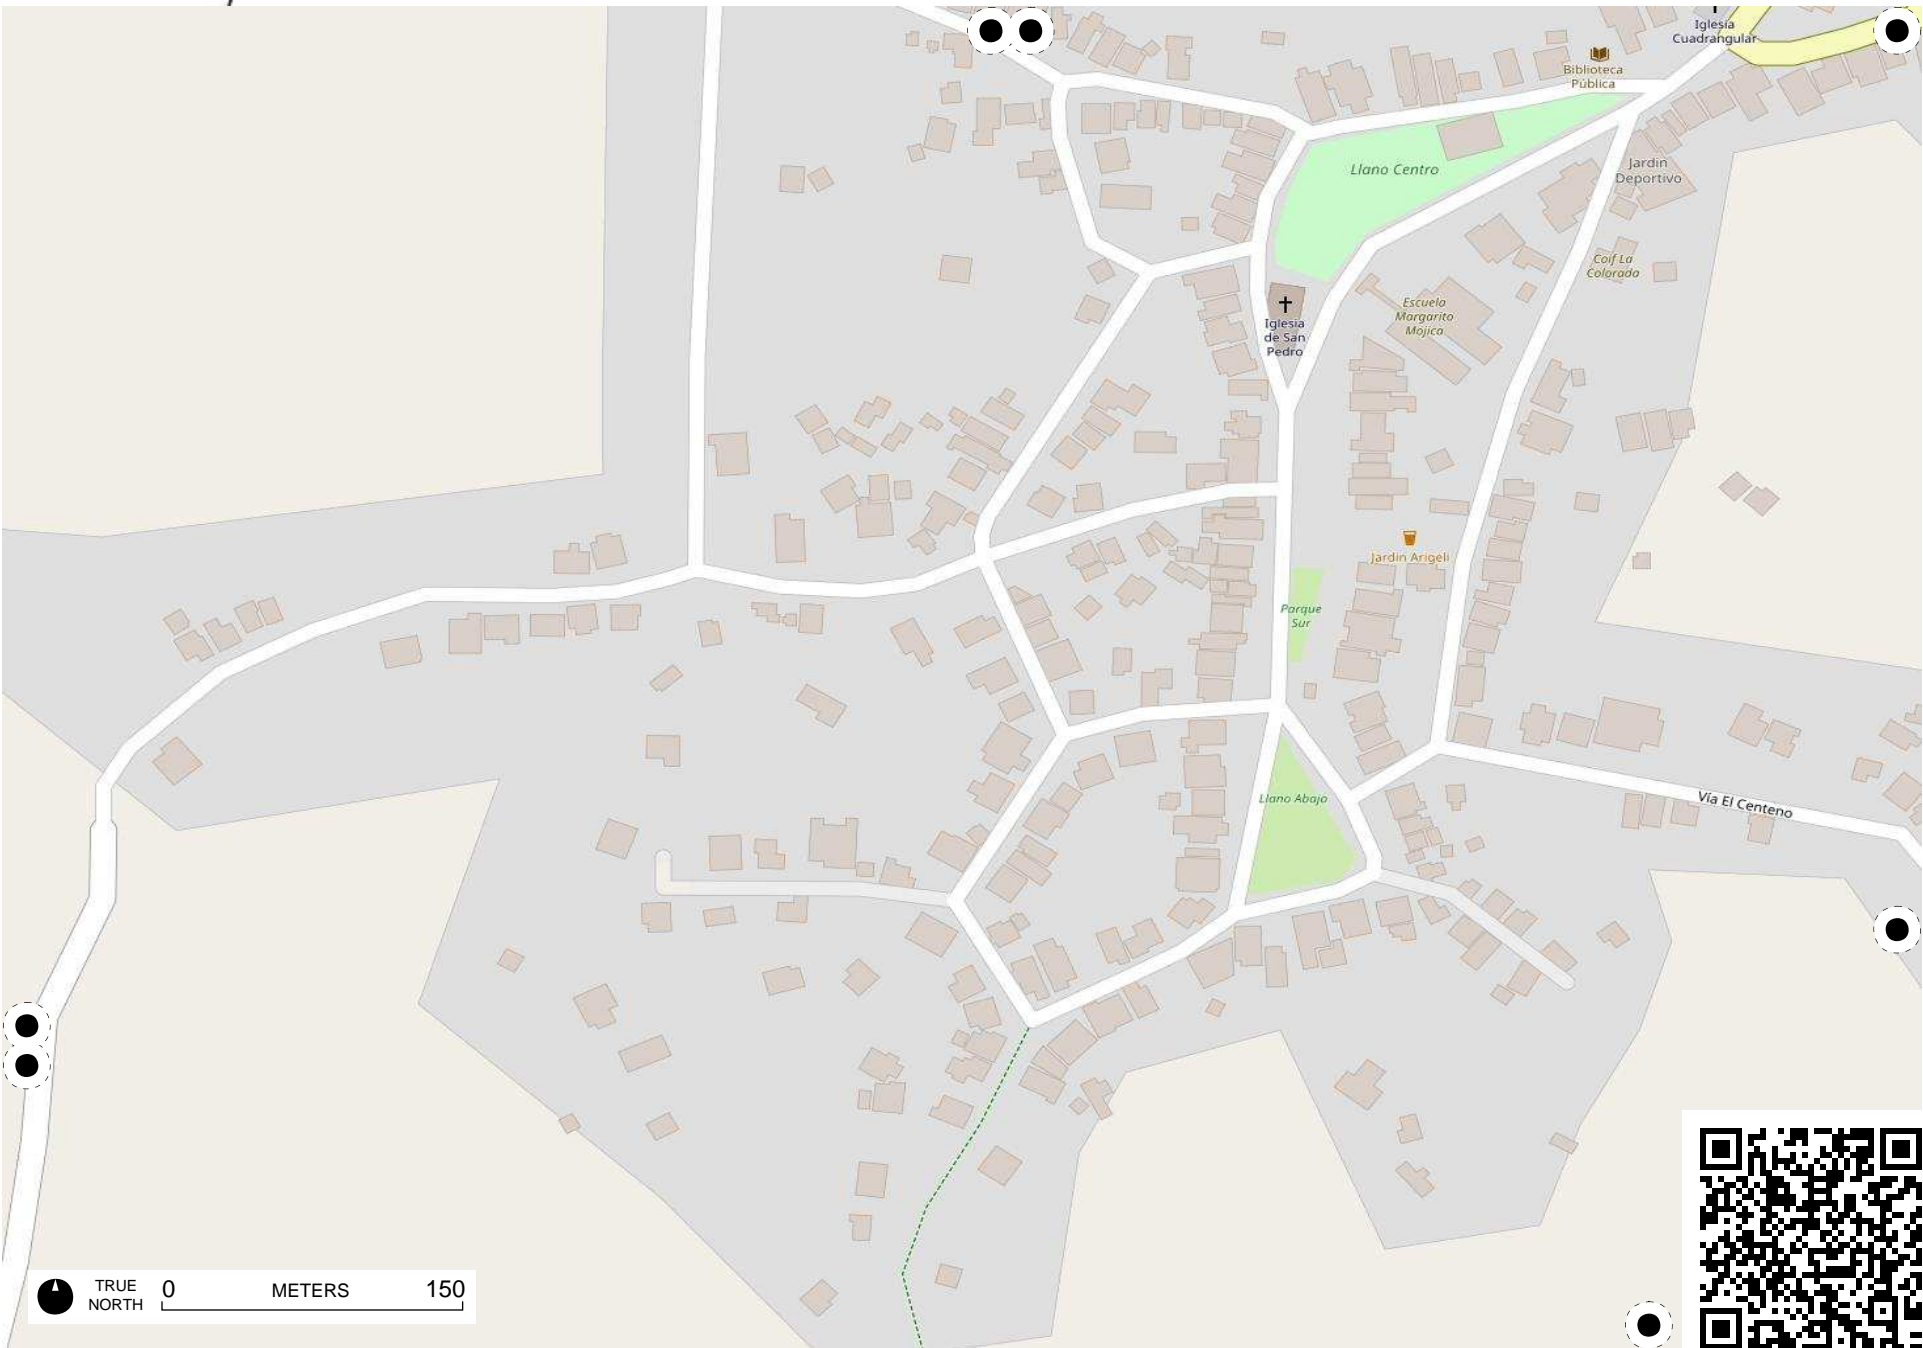 Iglesia
Cuadrangular
Biblioteca
Pública
Llano Centro
Jardin
Deportivo
Coif La
Colorada
Escuela
Margarito
Mojica
Iglesia
de San
Pedro
Jardin Arigeli
Parque
Sur
Llano Abajo
Vía El Centeno
TRUE
NORTH
0 METERS 150